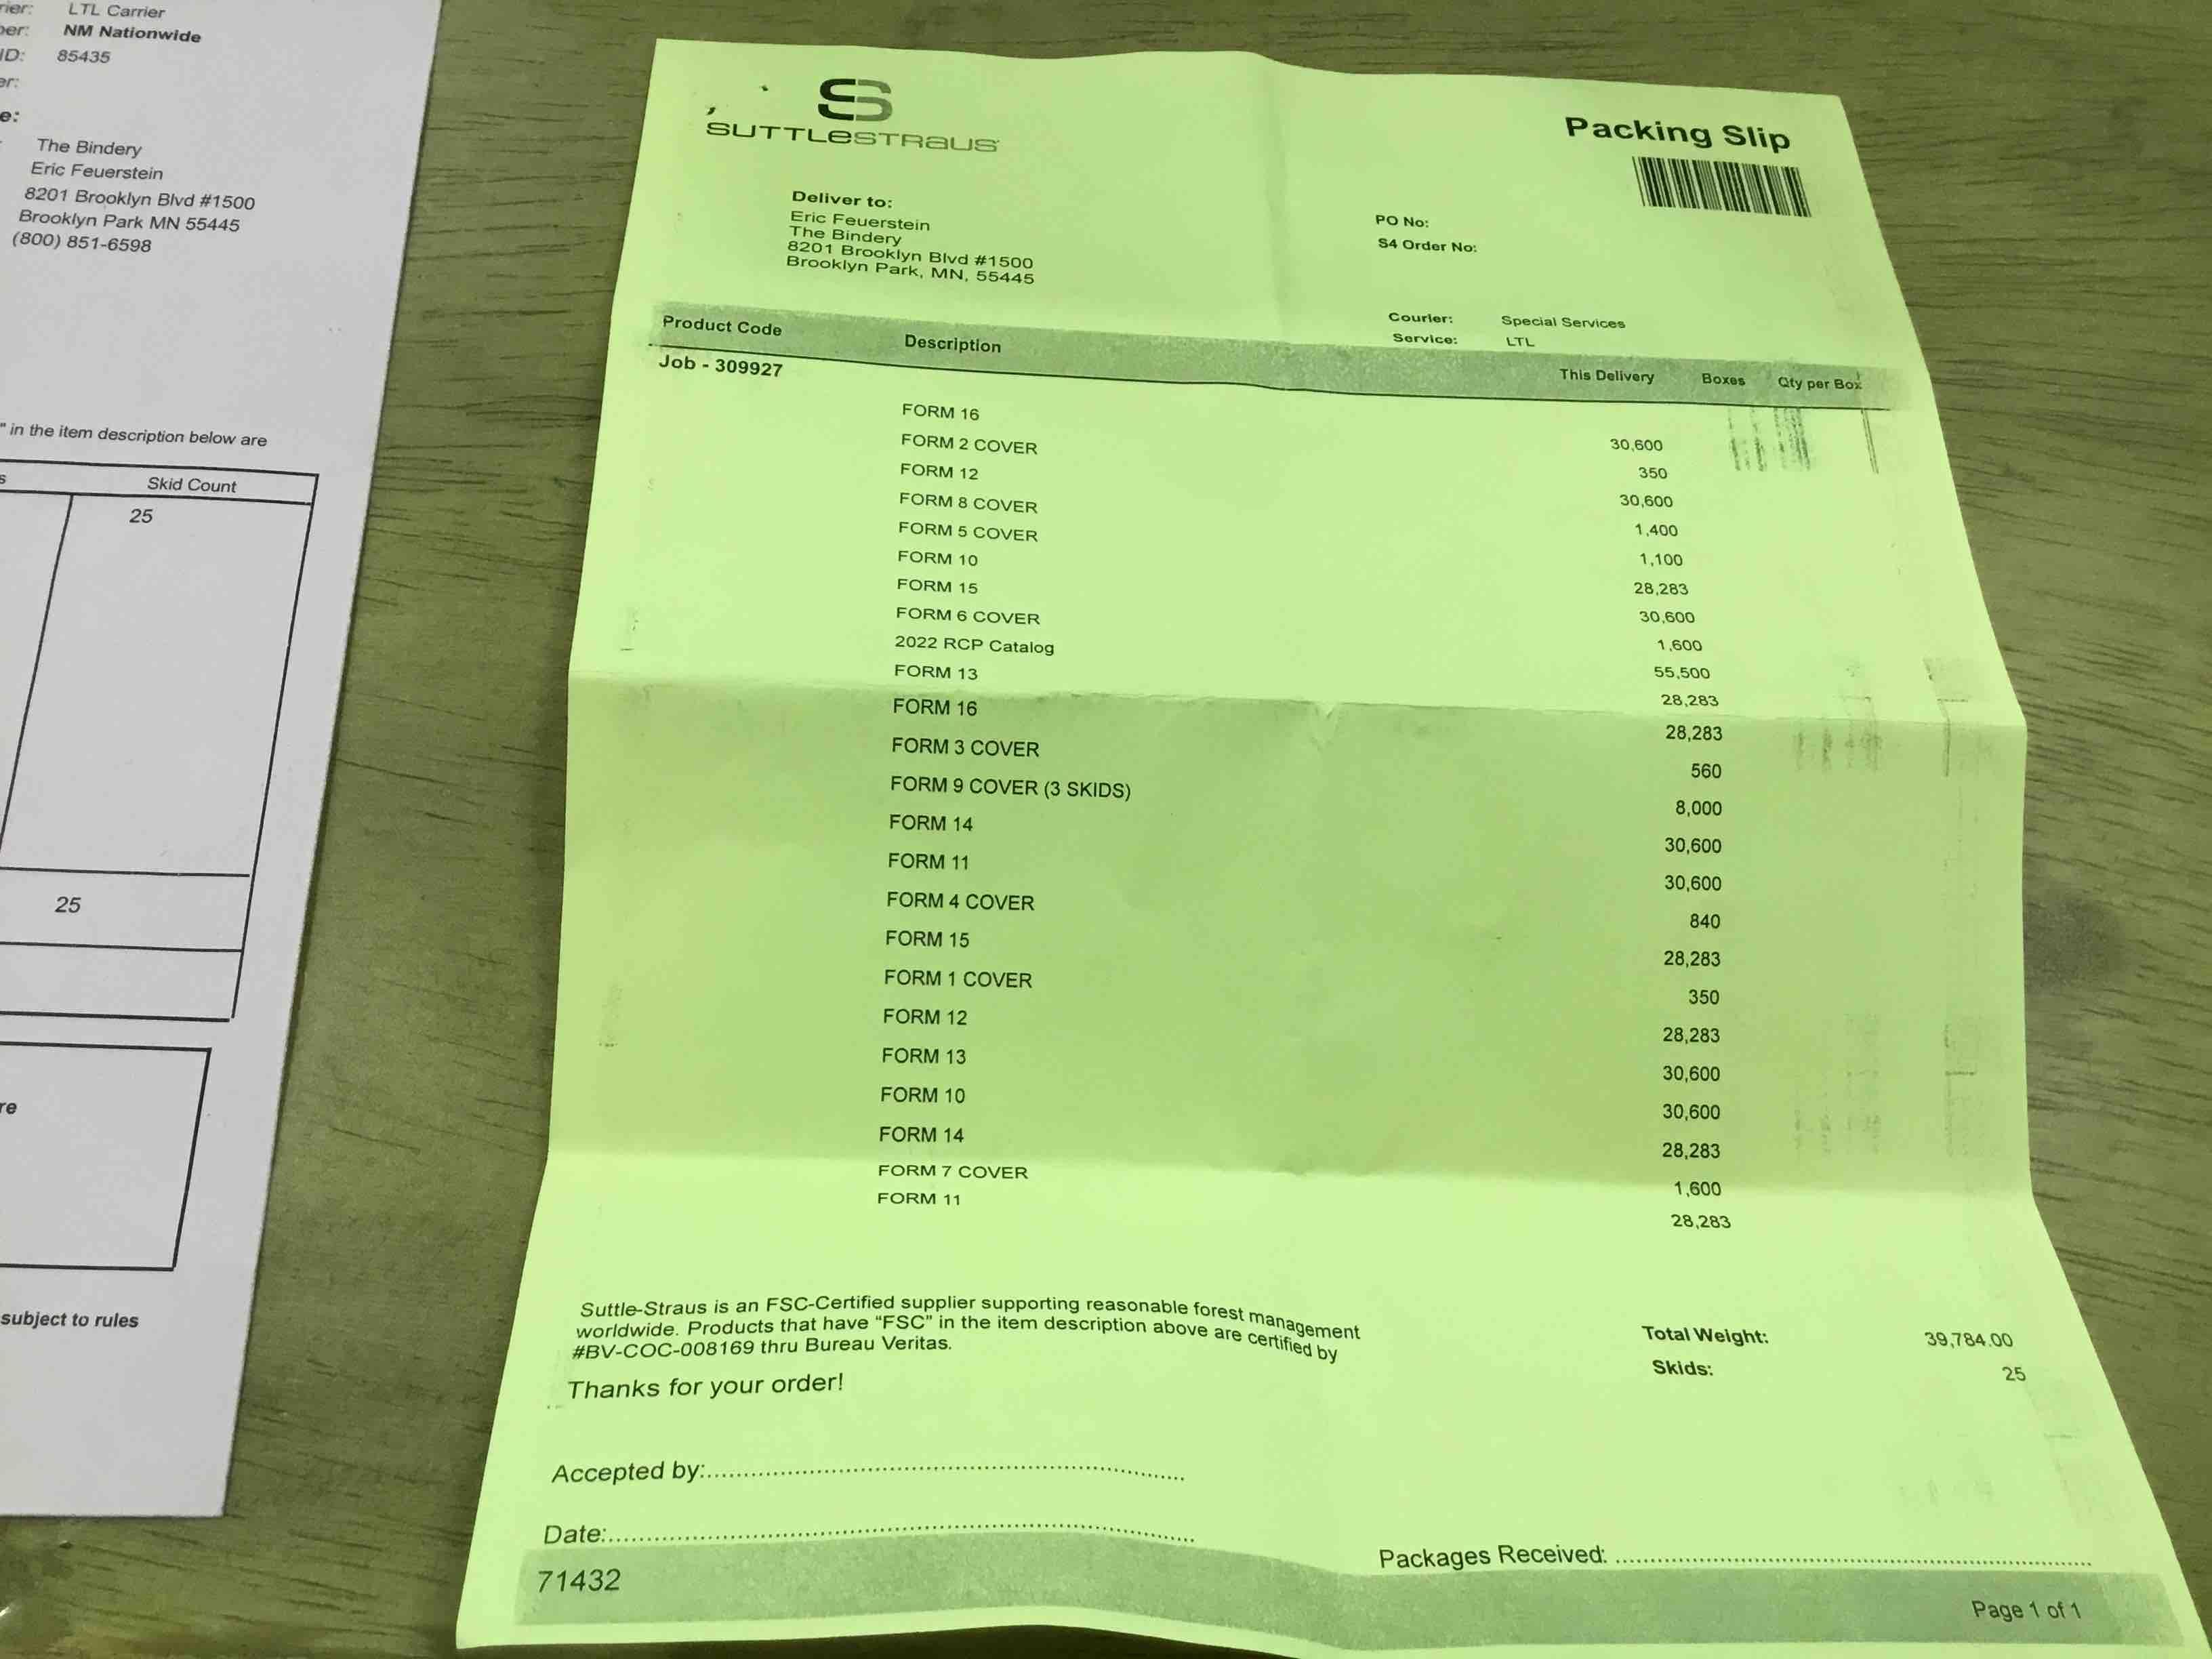 LTL Carrier
NM Nationwide
ID: 85435
The Bindery
Eric Feuerstein
8201 Brooklyn Blvd #1500
Brooklyn Park MN 55445
(800) 851-6598
" in the item description below are
Skid Count
25
25
subject to rules
SUTTLESTRAUS
Packing Slip
Deliver to:
Eric Feuerstein
The Bindery
8201 Brooklyn Blvd #1500
Brooklyn Park, MN, 55445
PO No:
S4 Order No:
Courier: Special Services
Service: LTL
Product Code Description This Delivery Boxes Qty per Box
Job - 309927
FORM 16 30,600
FORM 2 COVER 350
FORM 12 30,600
FORM 8 COVER 1,400
FORM 5 COVER 1,100
FORM 10 28,283
FORM 15 30,600
FORM 6 COVER 1,600
2022 RCP Catalog 55,500
FORM 13 28,283
FORM 16 28,283
FORM 3 COVER 560
FORM 9 COVER (3 SKIDS) 8,000
FORM 14 30,600
FORM 11 30,600
FORM 4 COVER 840
FORM 15 28,283
FORM 1 COVER 350
FORM 12 28,283
FORM 13 30,600
FORM 10 30,600
FORM 14 28,283
FORM 7 COVER 1,600
FORM 11 28,283
Suttle-Straus is an FSC-Certified supplier supporting reasonable forest management
worldwide. Products that have "FSC" in the item description above are certified by
#BV-COC-008169 thru Bureau Veritas.
Thanks for your order!
Total Weight: 39,784.00
Skids: 25
Accepted by:
Date:
Packages Received:
71432
Page 1 of 1